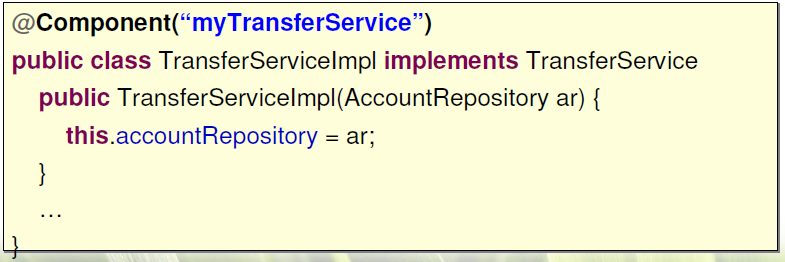 @Component(“myTransferService”)
public class TransferServiceImpl implements TransferService
public TransferServiceImpl(AccountRepository ar) {
this.accountRepository = ar;
}
…
}